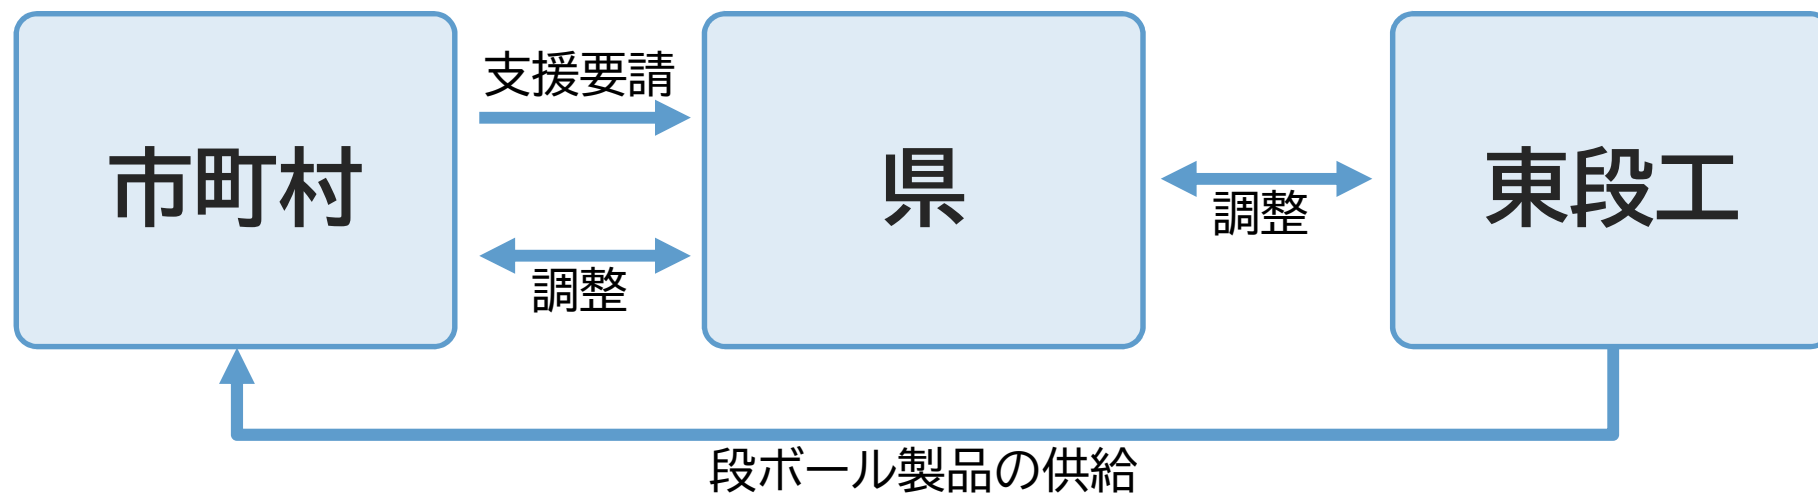 支援要請
市町村
県
東段工
調整
調整
段ボール製品の供給